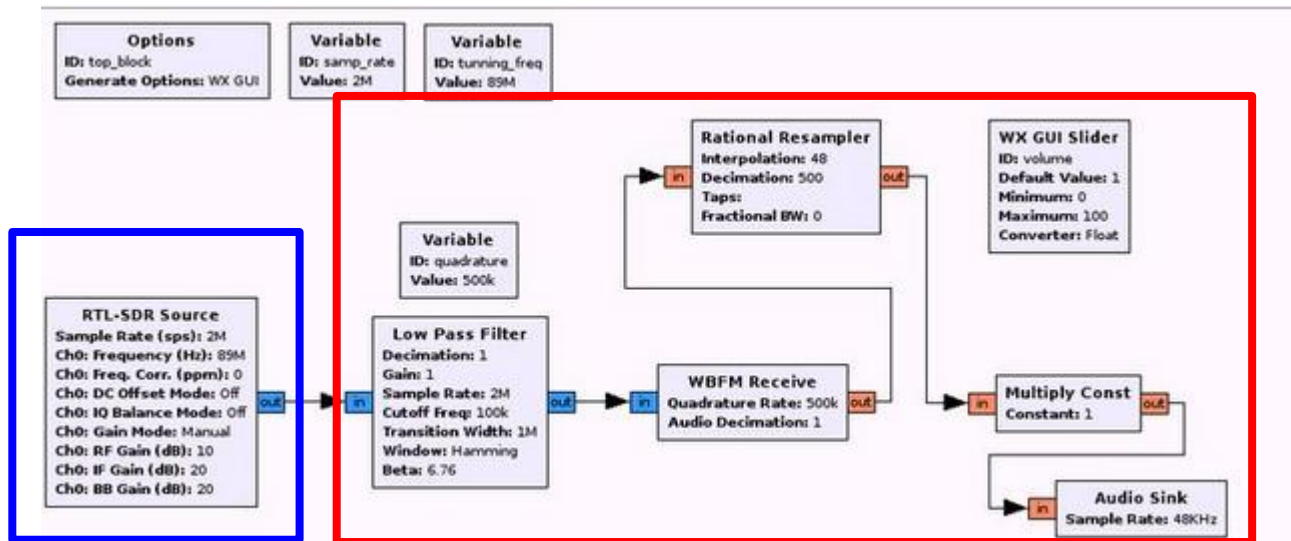 Options
ID: top_block
Generate Options: WX GUI
Variable
ID: samp_rate
Value: 2M
Variable
ID: tunning_freq
Value: 89M
Rational Resampler
Interpolation: 48
Decimation: 500
Taps:
Fractional BW: 0
in
out
WX GUI Slider
ID: volume
Default Value: 1
Minimum: 0
Maximum: 100
Converter: Float
Variable
ID: quadrature
Value: 500k
RTL-SDR Source
Sample Rate (sps): 2M
Ch0: Frequency (Hz): 89M
Ch0: Freq. Corr. (ppm): 0
Ch0: DC Offset Mode: Off
Ch0: IQ Balance Mode: Off
Ch0: Gain Mode: Manual
Ch0: RF Gain (dB): 10
Ch0: IF Gain (dB): 20
Ch0: BB Gain (dB): 20
out
in
Low Pass Filter
Decimation: 1
Gain: 1
Sample Rate: 2M
Cutoff Freq: 100k
Transition Width: 1M
Window: Hamming
Beta: 6.76
out
in
WBFM Receive
Quadrature Rate: 500k
Audio Decimation: 1
out
in
Multiply Const
Constant: 1
out
in
Audio Sink
Sample Rate: 48KHz